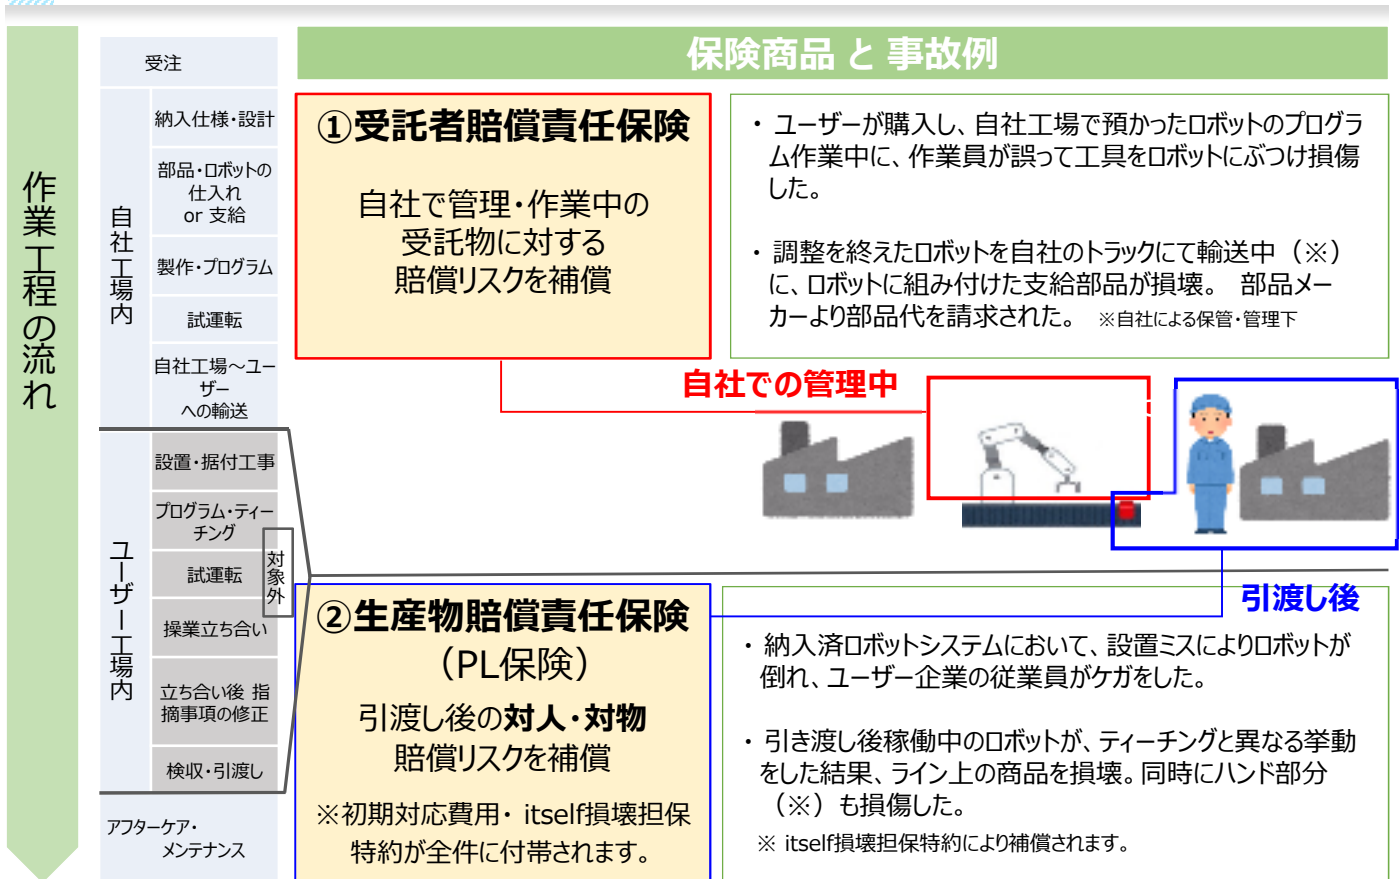 保険商品 と 事故例
作業工程の流れ
受注
自社工場内
納入仕様・設計
部品・ロボットの
仕入れ
or 支給
製作・プログラム
試運転
自社工場～ユー
ザー
への輸送
ユーザー工場内
設置・据付工事
プログラム・ティー
チング
試運転
対象外
操業立ち合い
立ち合い後 指
摘事項の修正
検収・引渡し
アフターケア・
メンテナンス
①受託者賠償責任保険
自社で管理・作業中の
受託物に対する
賠償リスクを補償
・ ユーザーが購入し、自社工場で預かったロボットのプログラ
ム作業中に、作業員が誤って工具をロボットにぶつけ損傷
した。
・ 調整を終えたロボットを自社のトラックにて輸送中（※）
に、ロボットに組み付けた支給部品が損壊。 部品メー
カーより部品代を請求された。 ※自社による保管・管理下
自社での管理中
引渡し後
②生産物賠償責任保険
（PL保険）
引渡し後の対人・対物
賠償リスクを補償
※初期対応費用・ itself損壊担保
特約が全件に付帯されます。
・ 納入済ロボットシステムにおいて、設置ミスによりロボットが
倒れ、ユーザー企業の従業員がケガをした。
・ 引き渡し後稼働中のロボットが、ティーチングと異なる挙動
をした結果、ライン上の商品を損壊。同時にハンド部分
（※）も損傷した。
※ itself損壊担保特約により補償されます。